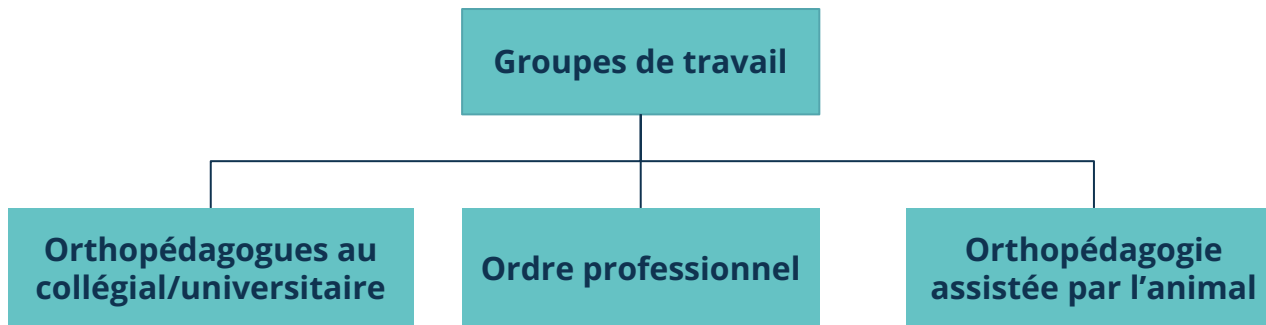 Groupes de travail
Orthopédagogues au
collégial/universitaire
Ordre professionnel
Orthopédagogie
assistée par l’animal